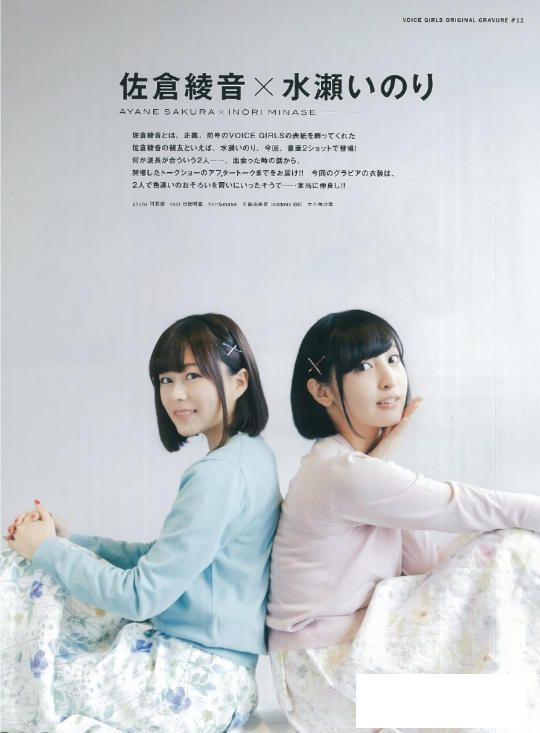 VOICE GIRLS ORIGINAL GRAVURE #12
佐倉綾音×水瀬いのり
AYANE SAKURA × INORI MINASE
佐倉綾音とは、正義、前号のVOICE GIRLSの表紙を飾ってくれた
佐倉綾音の親友といえば、水瀬いのり。今回、豪華2ショットで登場!
何か波長が合うういう2人……、出会った時の話から、
開催したトークショーのアフタートークまでをお届け!! 今回のグラビアの衣装は、
2人で色違いのおそろいを買いにいったそうで……本当に仲良し!!